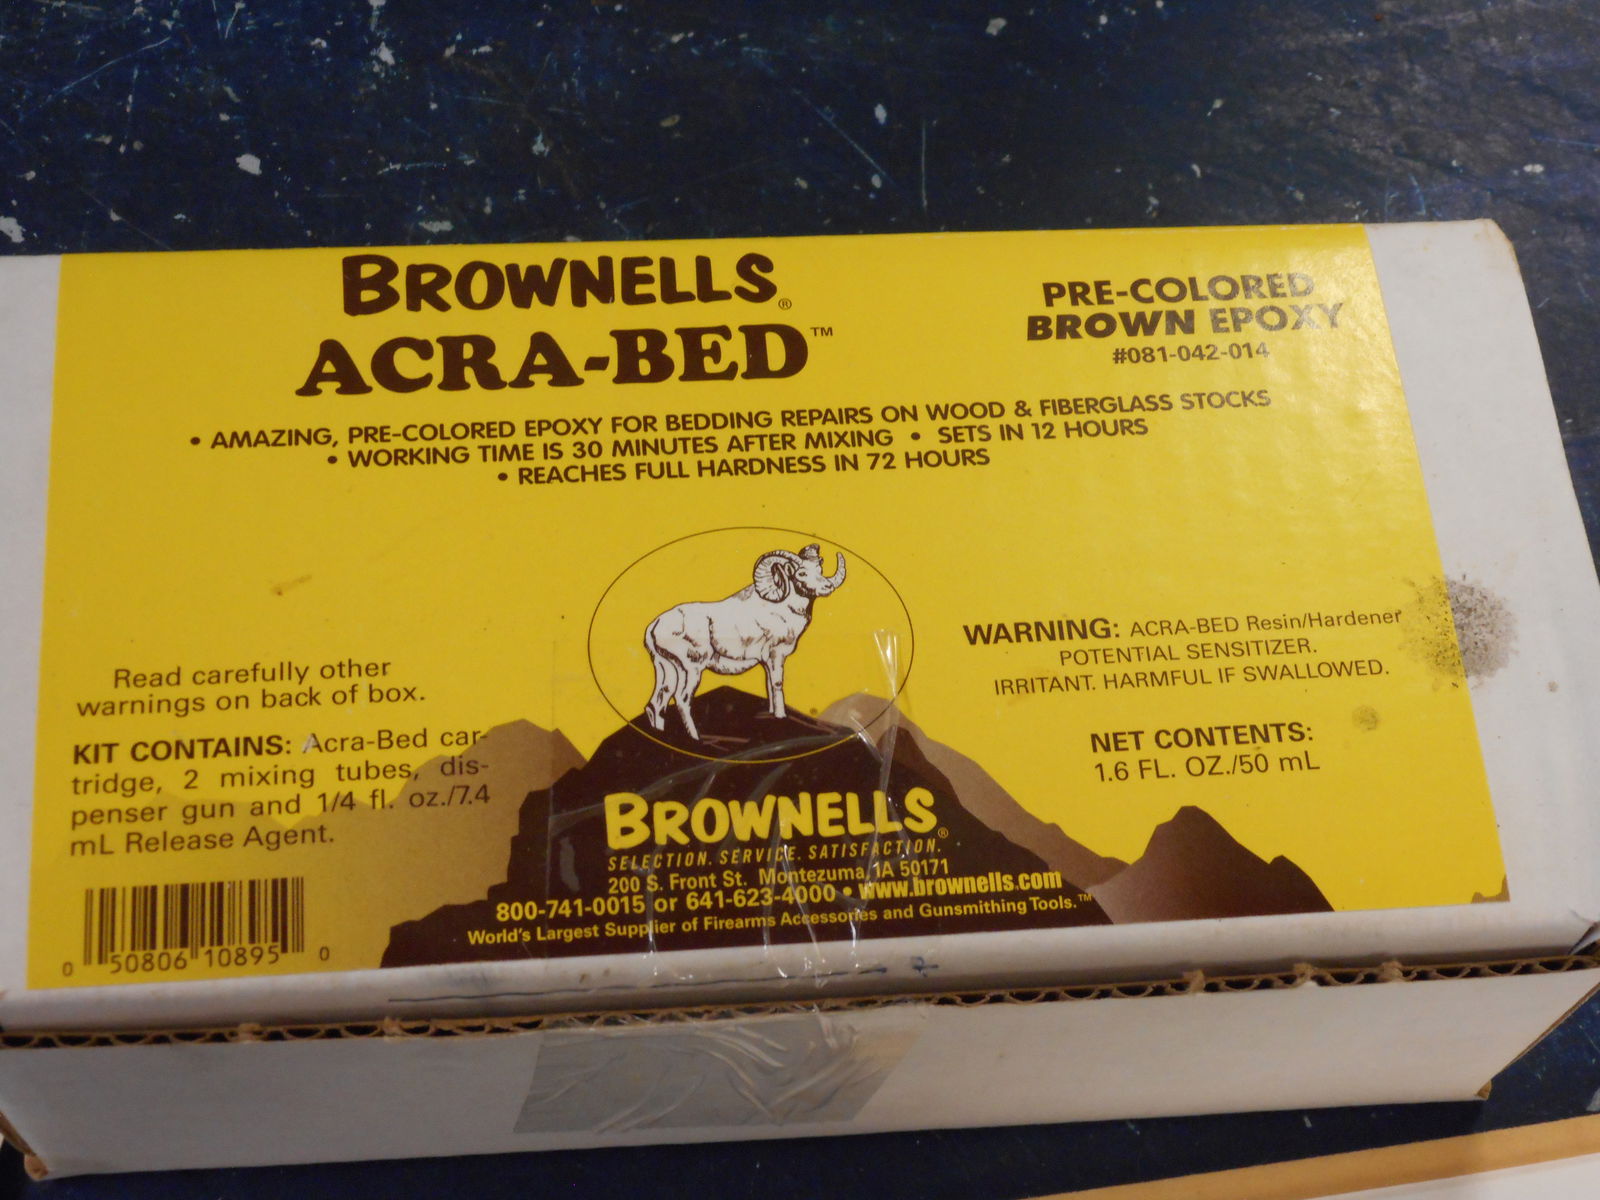 BROWNELLS®
ACRA-BED™
PRE-COLORED
BROWN EPOXY
#081-042-014
• AMAZING, PRE-COLORED EPOXY FOR BEDDING REPAIRS ON WOOD & FIBERGLASS STOCKS
• WORKING TIME IS 30 MINUTES AFTER MIXING • SETS IN 12 HOURS
• REACHES FULL HARDNESS IN 72 HOURS
Read carefully other
warnings on back of box.
KIT CONTAINS: Acra-Bed car-
tridge, 2 mixing tubes, dis-
penser gun and 1/4 fl. oz./7.4
mL Release Agent.
0 50806 10895 0
WARNING: ACRA-BED Resin/Hardener
POTENTIAL SENSITIZER.
IRRITANT. HARMFUL IF SWALLOWED.
NET CONTENTS:
1.6 FL. OZ./50 mL
BROWNELLS®
SELECTION. SERVICE. SATISFACTION.
200 S. Front St. Montezuma, IA 50171
800-741-0015 or 641-623-4000 • www.brownells.com
World's Largest Supplier of Firearms Accessories and Gunsmithing Tools.™